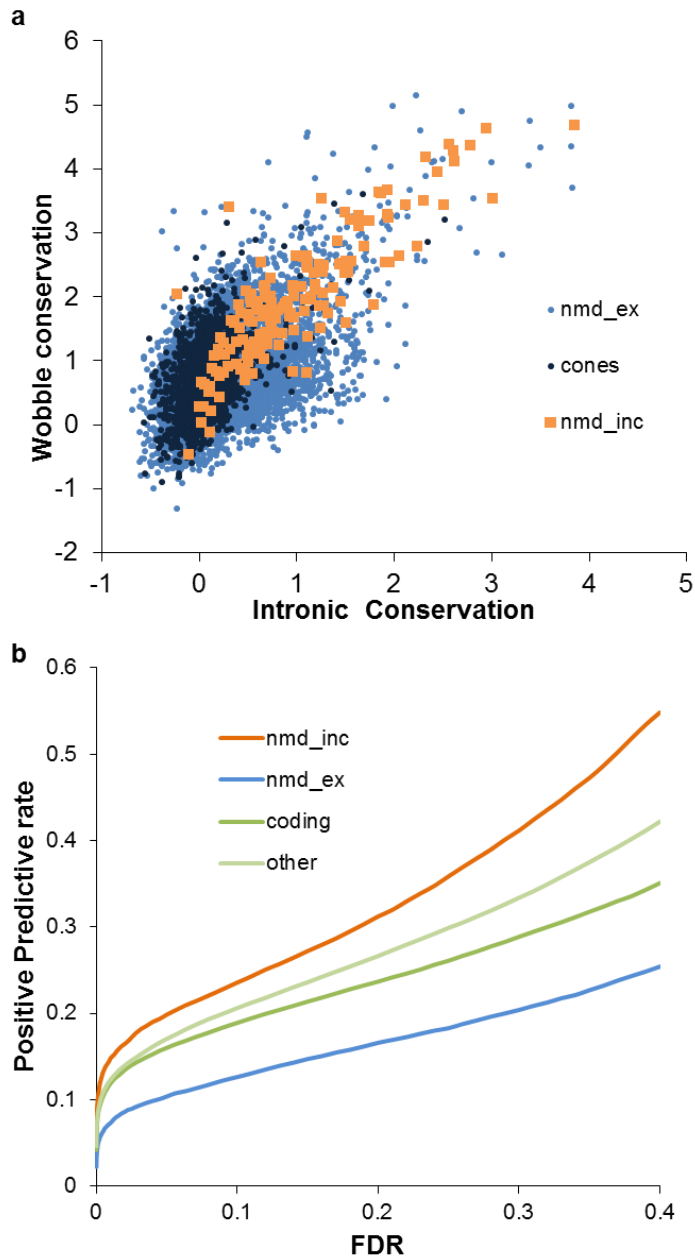 a
6
5
4
3
2
1
0
-1
-2
Wobble conservation
nmd_ex
cones
nmd_inc
-1 0 1 2 3 4 5
Intronic Conservation
b
0.6
0.5
0.4
0.3
0.2
0.1
0
Positive Predictive rate
nmd_inc
nmd_ex
coding
other
0 0.1 0.2 0.3 0.4
FDR